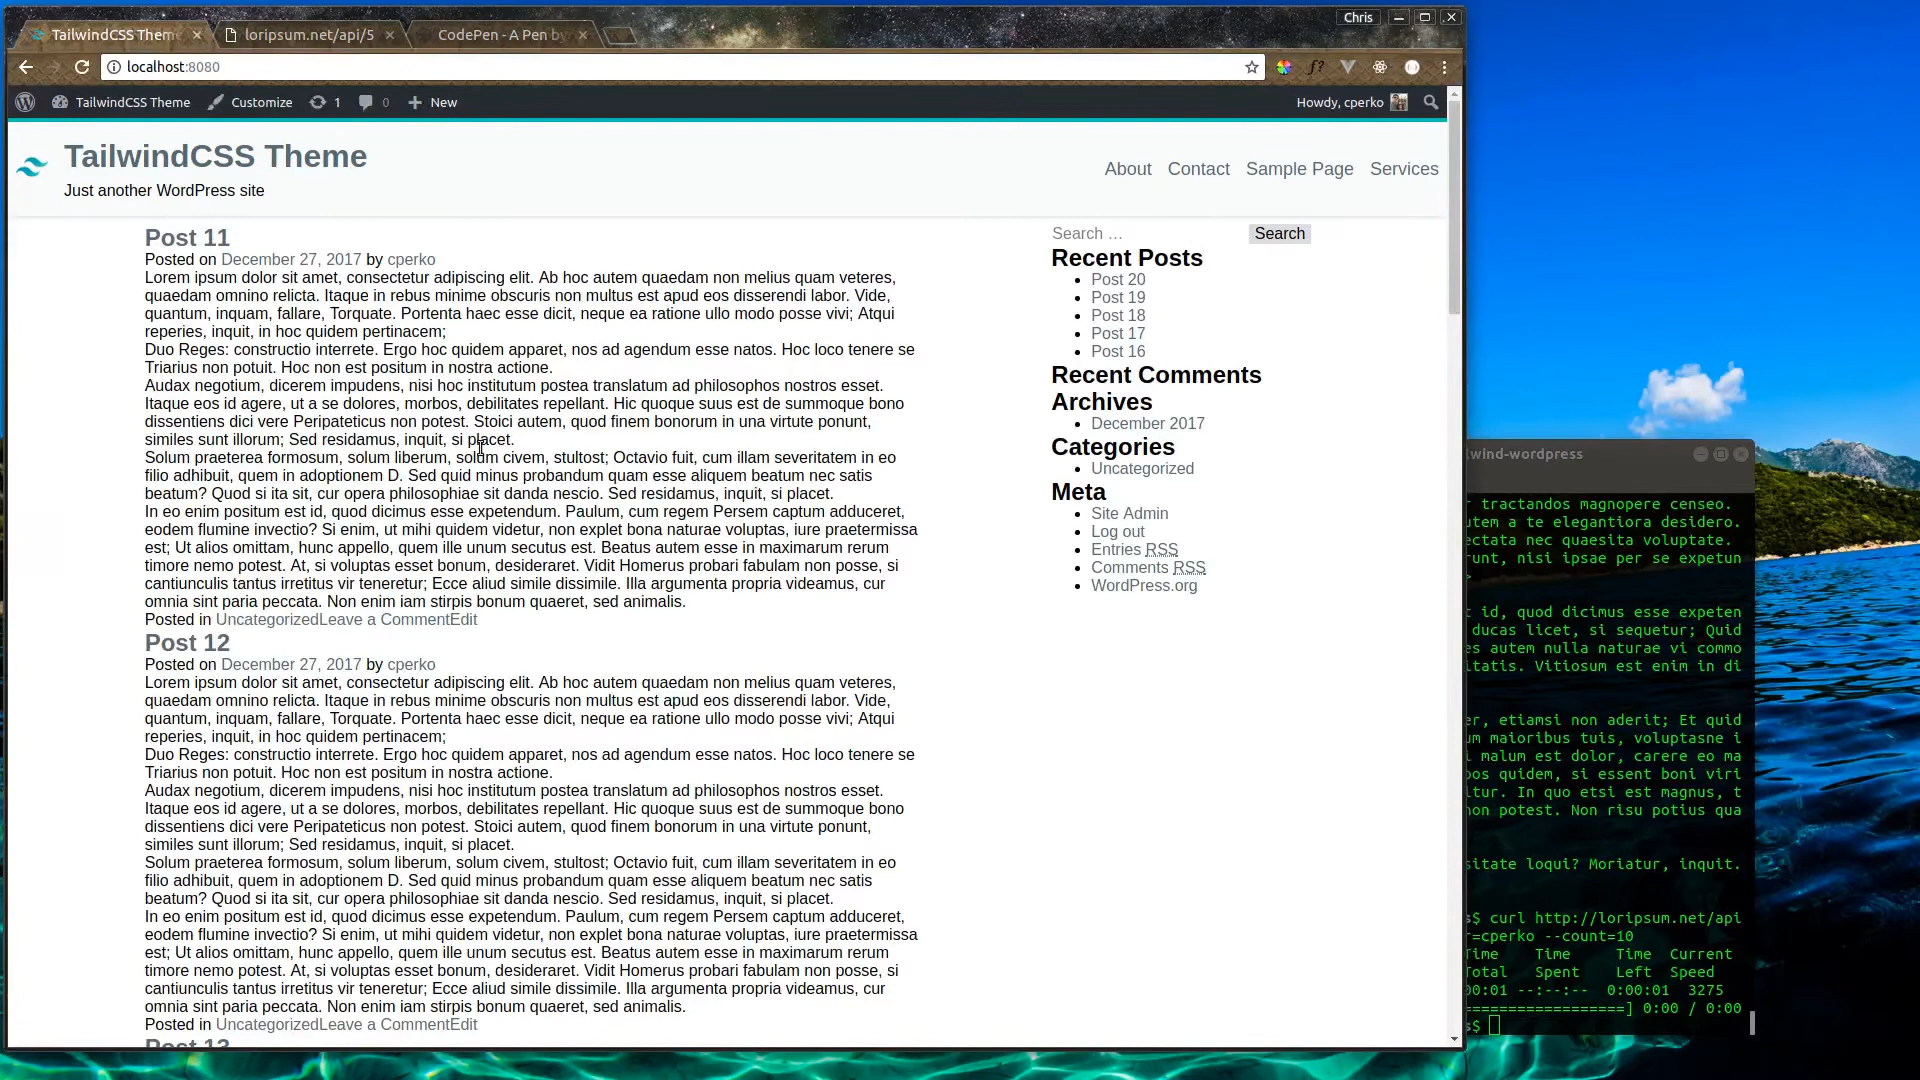 Chris
TailwindCSS Them
loripsum.net/api/5
CodePen - A Pen by
localhost:8080
TailwindCSS Theme
Customize
1
0
New
Howdy, cperko
TailwindCSS Theme
Just another WordPress site
About
Contact
Sample Page
Services
Post 11
Posted on December 27, 2017 by cperko
Lorem ipsum dolor sit amet, consectetur adipiscing elit. Ab hoc autem quaedam non melius quam veteres,
quaedam omnino relicta. Itaque in rebus minime obscuris non multus est apud eos disserendi labor. Vide,
quantum, inquam, fallare, Torquate. Portenta haec esse dicit, neque ea ratione ullo modo posse vivi; Atqui
reperies, inquit, in hoc quidem pertinacem;
Duo Reges: constructio interrete. Ergo hoc quidem apparet, nos ad agendum esse natos. Hoc loco tenere se
Triarius non potuit. Hoc non est positum in nostra actione.
Audax negotium, dicerem impudens, nisi hoc institutum postea translatum ad philosophos nostros esset.
Itaque eos id agere, ut a se dolores, morbos, debilitates repellant. Hic quoque suus est de summoque bono
dissentiens dici vere Peripateticus non potest. Stoici autem, quod finem bonorum in una virtute ponunt,
similes sunt illorum; Sed residamus, inquit, si placet.
Solum praeterea formosum, solum liberum, solum civem, stultost; Octavio fuit, cum illam severitatem in eo
filio adhibuit, quem in adoptionem D. Sed quid minus probandum quam esse aliquem beatum nec satis
beatum? Quod si ita sit, cur opera philosophiae sit danda nescio. Sed residamus, inquit, si placet.
In eo enim positum est id, quod dicimus esse expetendum. Paulum, cum regem Persem captum adduceret,
eodem flumine invectio? Si enim, ut mihi quidem videtur, non explet bona naturae voluptas, iure praetermissa
est; Ut alios omittam, hunc appello, quem ille unum secutus est. Beatus autem esse in maximarum rerum
timore nemo potest. At, si voluptas esset bonum, desideraret. Vidit Homerus probari fabulam non posse, si
cantiunculis tantus irretitus vir teneretur; Ecce aliud simile dissimile. Illa argumenta propria videamus, cur
omnia sint paria peccata. Non enim iam stirpis bonum quaeret, sed animalis.
Posted in UncategorizedLeave a CommentEdit
Post 12
Posted on December 27, 2017 by cperko
Lorem ipsum dolor sit amet, consectetur adipiscing elit. Ab hoc autem quaedam non melius quam veteres,
quaedam omnino relicta. Itaque in rebus minime obscuris non multus est apud eos disserendi labor. Vide,
quantum, inquam, fallare, Torquate. Portenta haec esse dicit, neque ea ratione ullo modo posse vivi; Atqui
reperies, inquit, in hoc quidem pertinacem;
Duo Reges: constructio interrete. Ergo hoc quidem apparet, nos ad agendum esse natos. Hoc loco tenere se
Triarius non potuit. Hoc non est positum in nostra actione.
Audax negotium, dicerem impudens, nisi hoc institutum postea translatum ad philosophos nostros esset.
Itaque eos id agere, ut a se dolores, morbos, debilitates repellant. Hic quoque suus est de summoque bono
dissentiens dici vere Peripateticus non potest. Stoici autem, quod finem bonorum in una virtute ponunt,
similes sunt illorum; Sed residamus, inquit, si placet.
Solum praeterea formosum, solum liberum, solum civem, stultost; Octavio fuit, cum illam severitatem in eo
filio adhibuit, quem in adoptionem D. Sed quid minus probandum quam esse aliquem beatum nec satis
beatum? Quod si ita sit, cur opera philosophiae sit danda nescio. Sed residamus, inquit, si placet.
In eo enim positum est id, quod dicimus esse expetendum. Paulum, cum regem Persem captum adduceret,
eodem flumine invectio? Si enim, ut mihi quidem videtur, non explet bona naturae voluptas, iure praetermissa
est; Ut alios omittam, hunc appello, quem ille unum secutus est. Beatus autem esse in maximarum rerum
timore nemo potest. At, si voluptas esset bonum, desideraret. Vidit Homerus probari fabulam non posse, si
cantiunculis tantus irretitus vir teneretur; Ecce aliud simile dissimile. Illa argumenta propria videamus, cur
omnia sint paria peccata. Non enim iam stirpis bonum quaeret, sed animalis.
Posted in UncategorizedLeave a CommentEdit
Post 13
Search …
Search
Recent Posts
Post 20
Post 19
Post 18
Post 17
Post 16
Recent Comments
Archives
December 2017
Categories
Uncategorized
Meta
Site Admin
Log out
Entries RSS
Comments RSS
WordPress.org
lwind-wordpress
r tractandos magnopere censeo.
utem a te elegantiora desidero.
ectata nec quaesita voluptate.
runt, nisi ipsae per se expetun
>
t id, quod dicimus esse expeten
ducas licet, si sequetur; Quid
es autem nulla naturae vi commo
itatis. Vitiosum est enim in di
er, etiamsi non aderit; Et quid
um maioribus tuis, voluptasne i
i malum est dolor, carere eo ma
os quidem, si essent boni viri
tur. In quo etsi est magnus, t
non potest. Non risu potius qua
sitate loqui? Moriatur, inquit.
s$ curl http://loripsum.net/api
r=cperko --count=10
Time Time Time Current
Total Spent Left Speed
00:01 --:--:-- 0:00:01 3275
===================] 0:00 / 0:00
s$